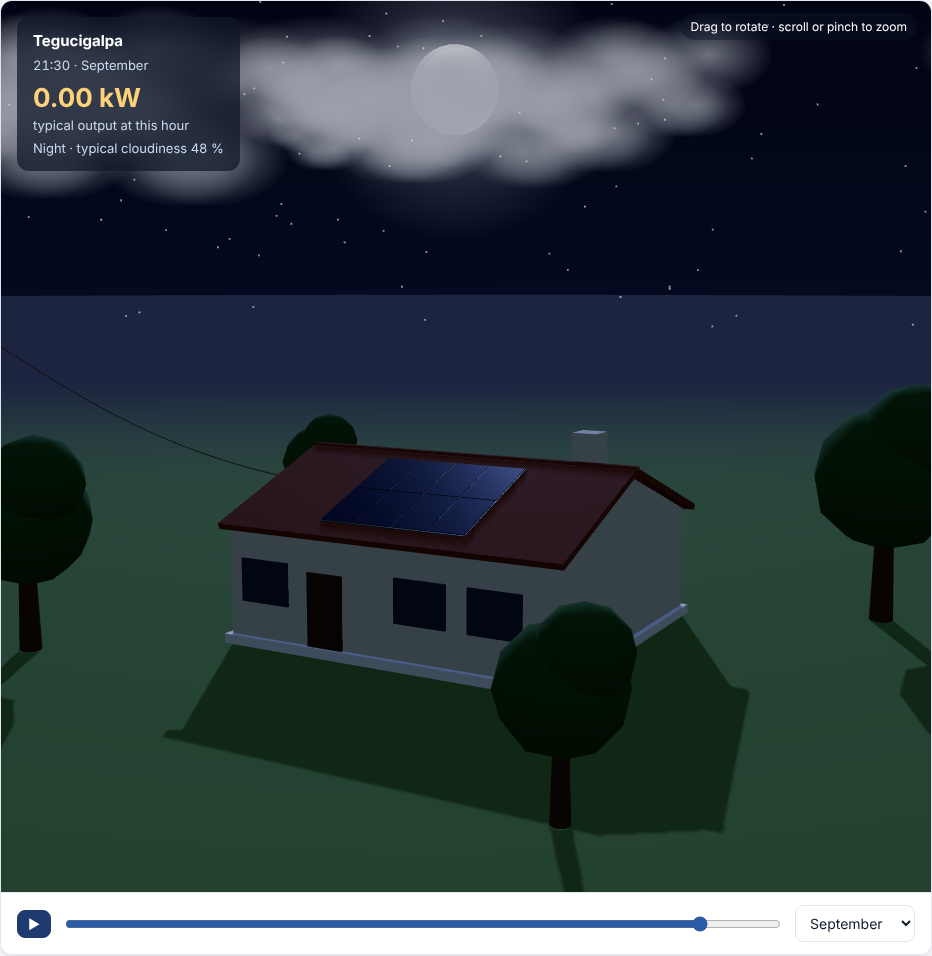 Tegucigalpa
21:30 · September
0.00 kW
typical output at this hour
Night · typical cloudiness 48 %
Drag to rotate · scroll or pinch to zoom
September